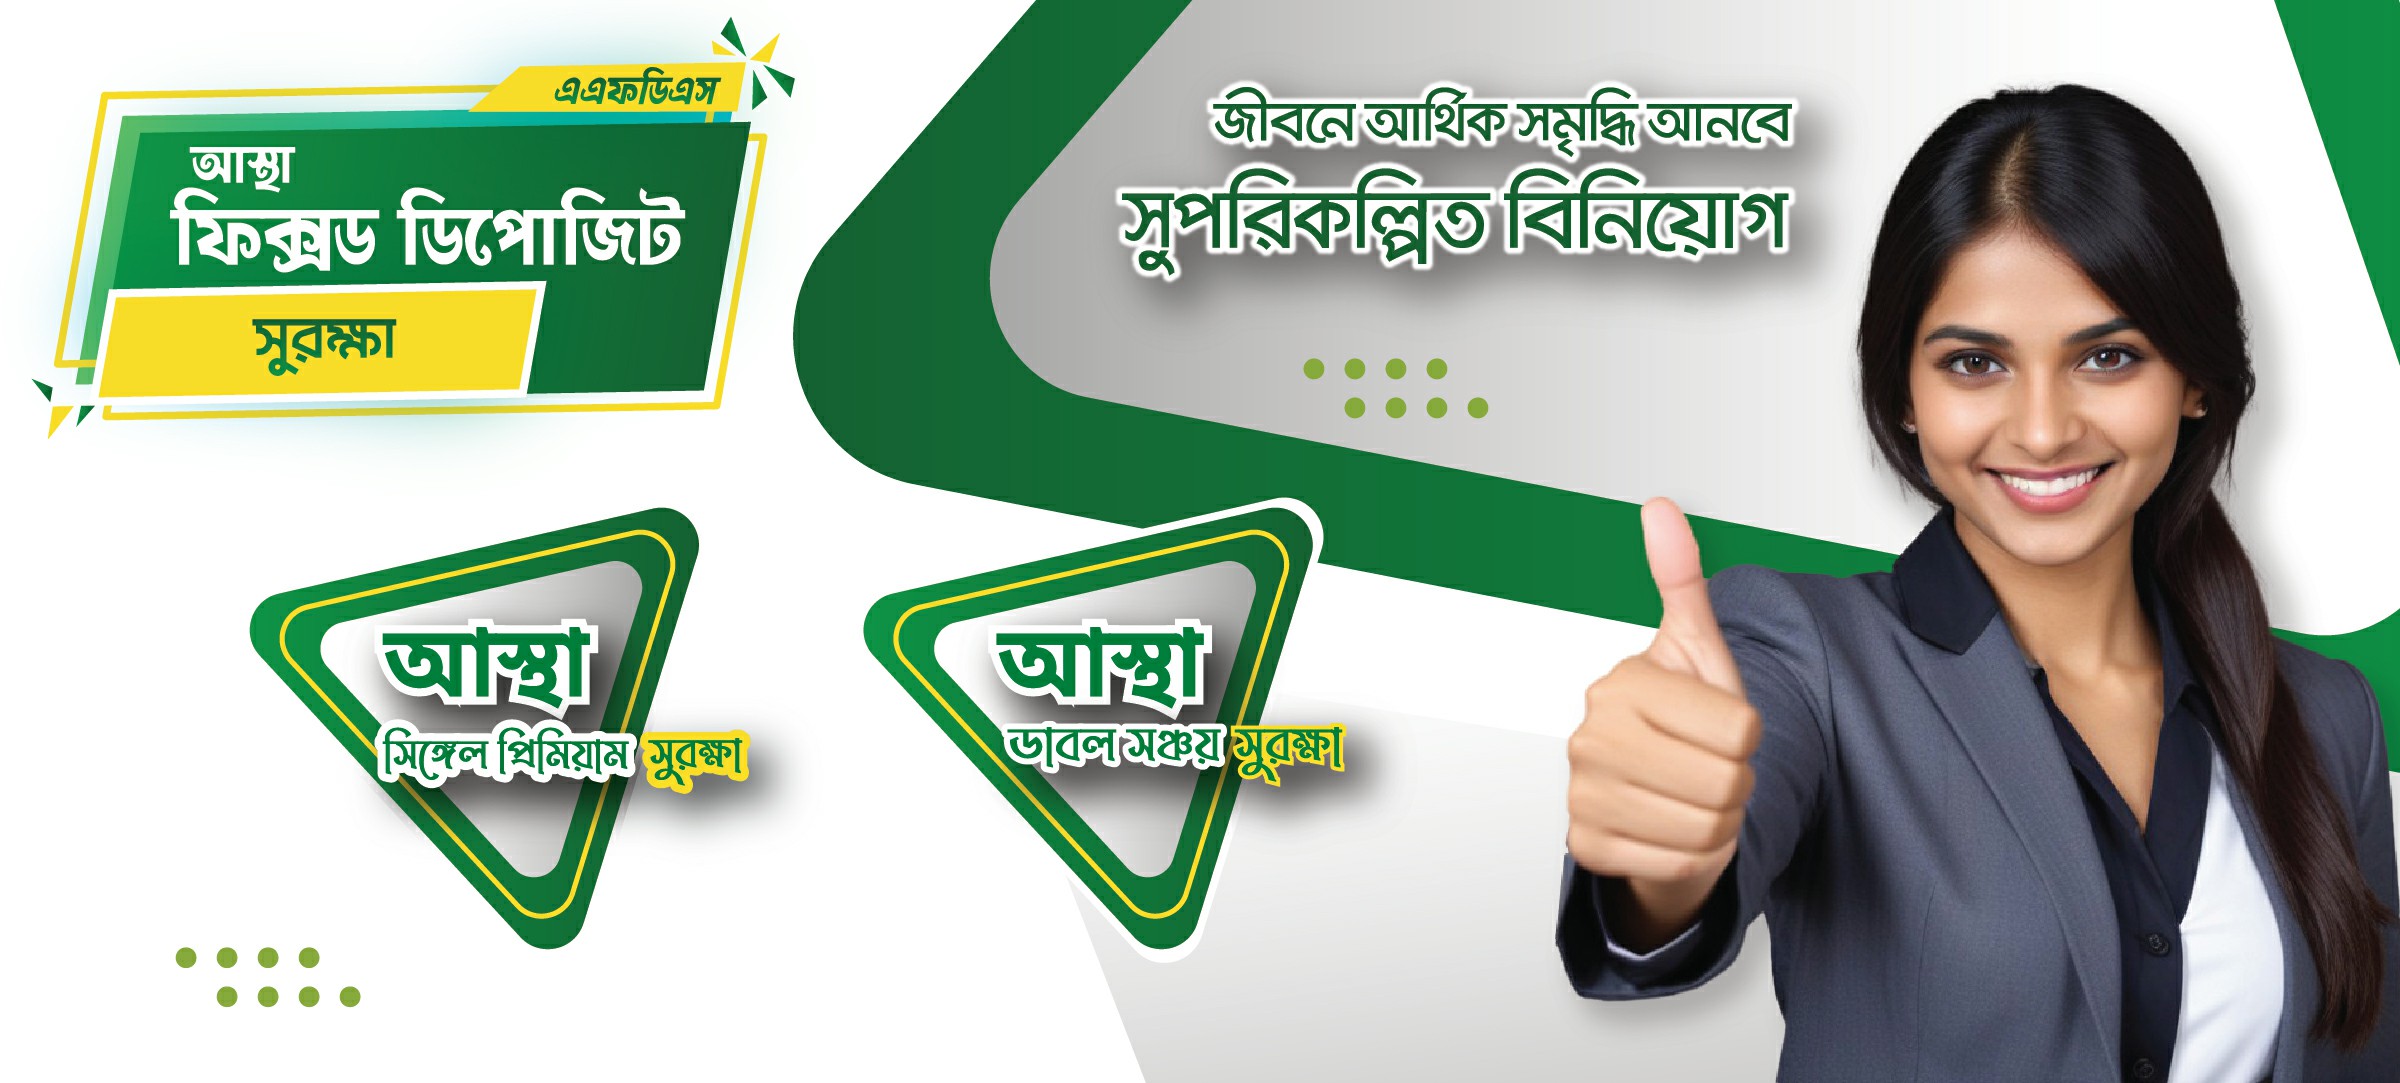 এএফডিএস
আস্থা
ফিক্সড ডিপোজিট
সুরক্ষা
জীবনে আর্থিক সমৃদ্ধি আনবে
সুপরিকল্পিত বিনিয়োগ
আস্থা
সিঙ্গেল প্রিমিয়াম সুরক্ষা
আস্থা
ডাবল সঞ্চয় সুরক্ষা